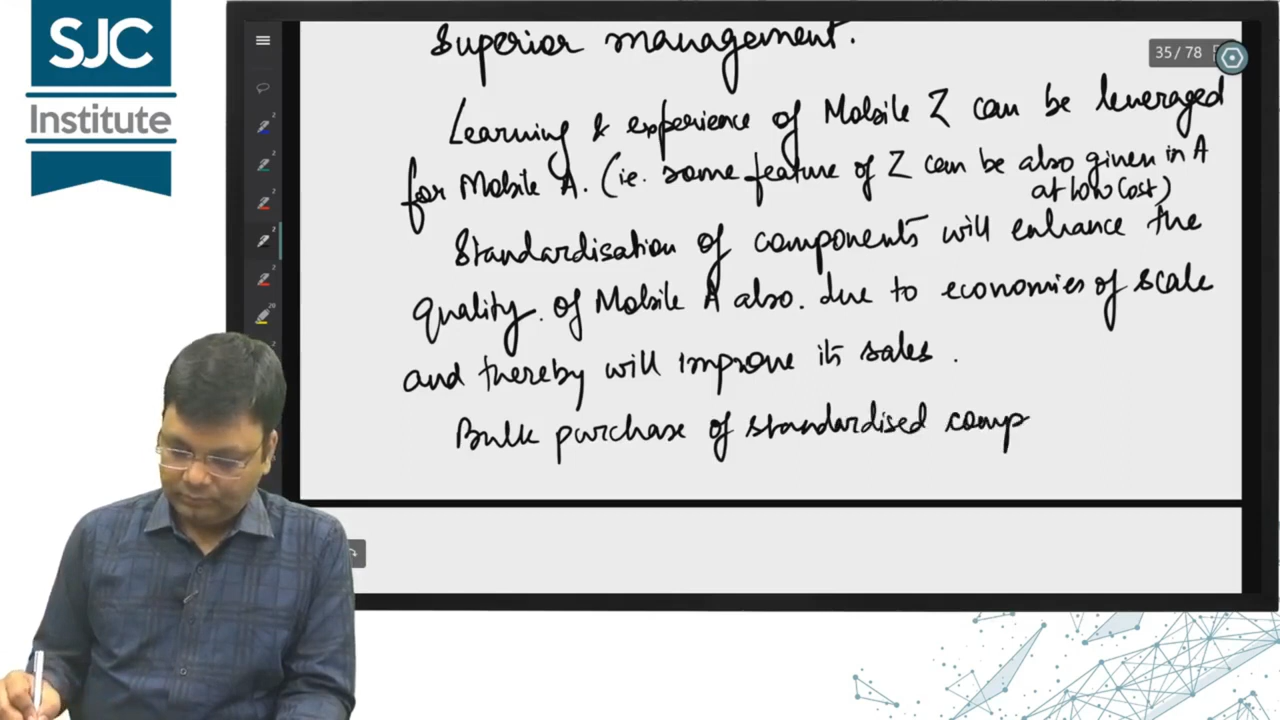 SJC
Institute
35 / 78
Superior management.
Learning & experience of Mobile Z can be leveraged
for Mobile A. (ie. some feature of Z can be also given in A
at low cost)
Standardisation of components will enhance the
quality. of Mobile A also. due to economies of scale
and thereby will improve its sales.
Bulk purchase of standardised comp